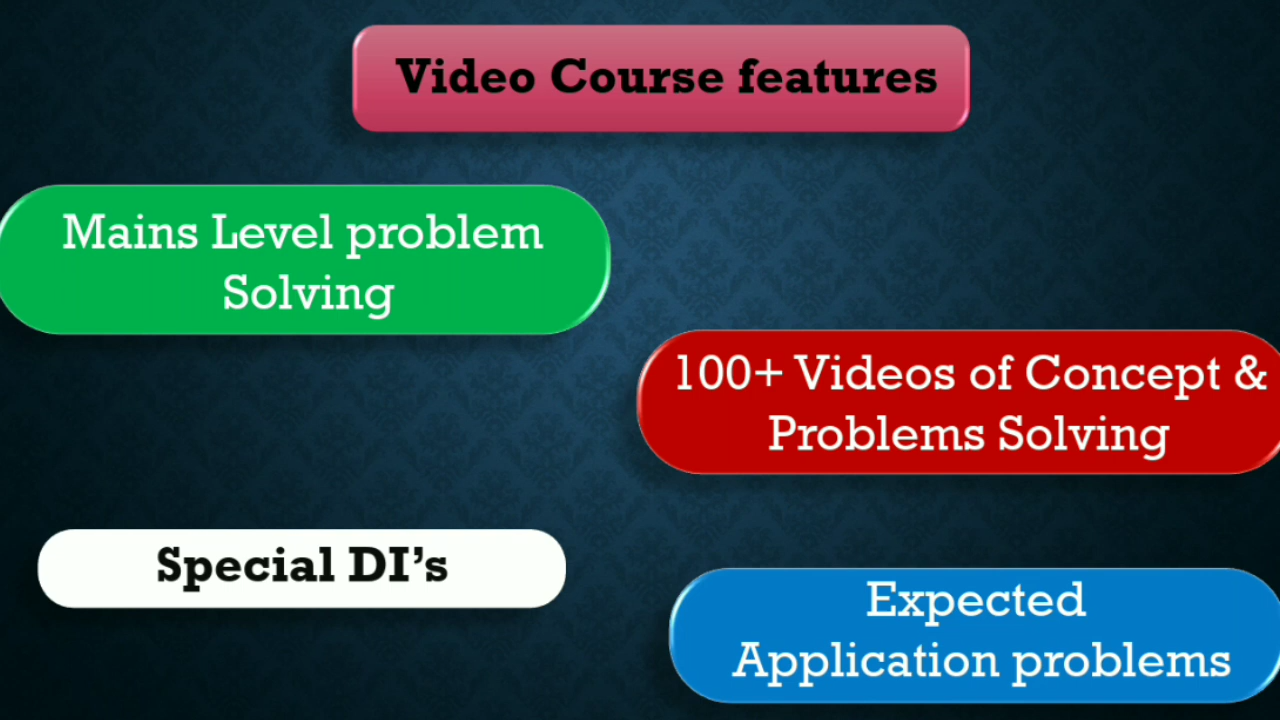 Video Course features
Mains Level problem
Solving
100+ Videos of Concept &
Problems Solving
Special DI’s
Expected
Application problems